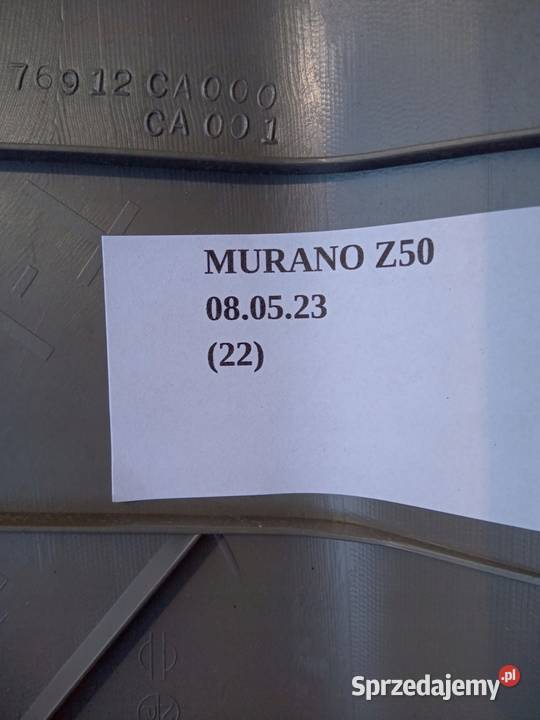 76912 CA000
CA001
MURANO Z50
08.05.23
(22)
Sprzedajemy.pl